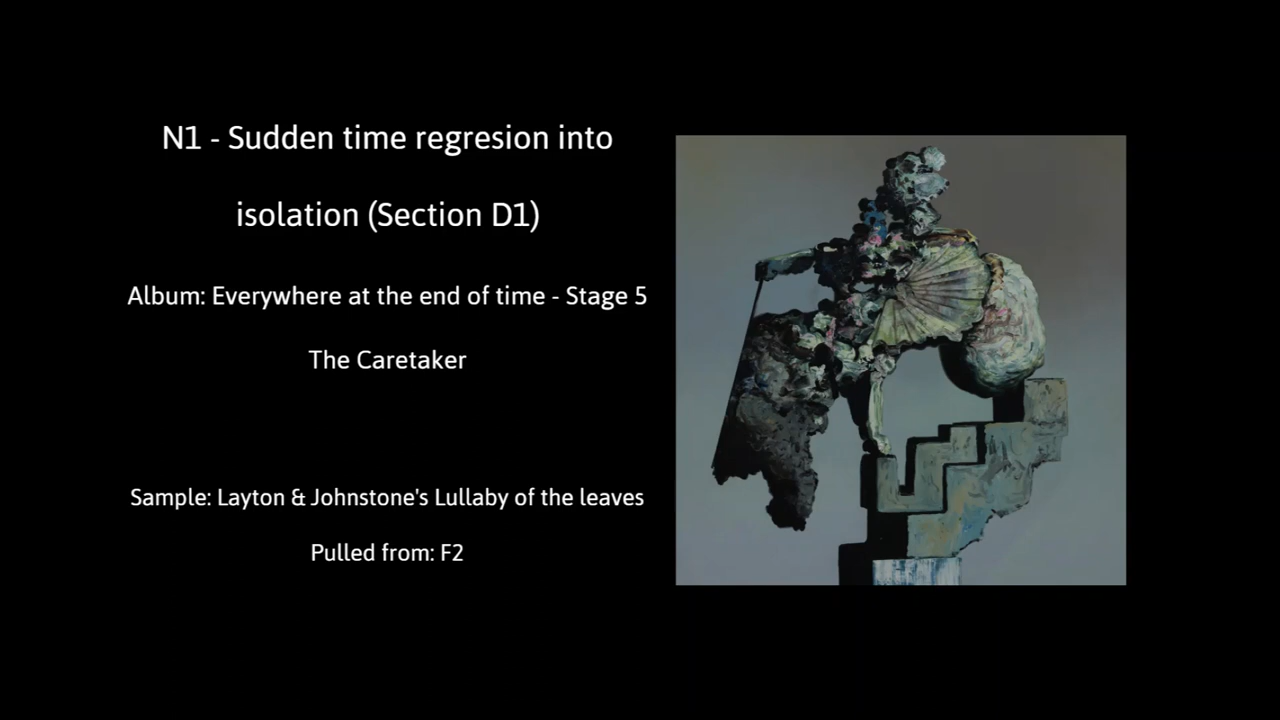 N1 - Sudden time regresion into
isolation (Section D1)
Album: Everywhere at the end of time - Stage 5
The Caretaker
Sample: Layton & Johnstone's Lullaby of the leaves
Pulled from: F2